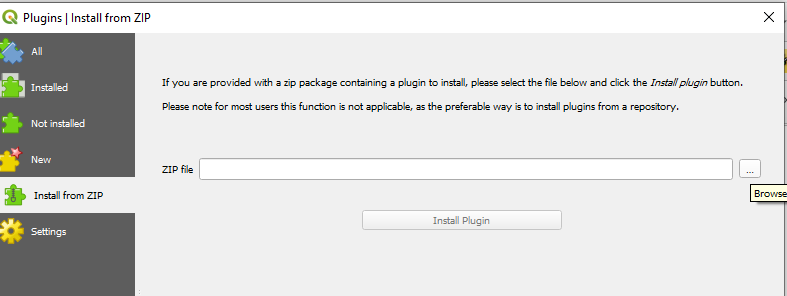 Plugins | Install from ZIP
All
Installed
Not installed
New
Install from ZIP
Settings
If you are provided with a zip package containing a plugin to install, please select the file below and click the Install plugin button.
Please note for most users this function is not applicable, as the preferable way is to install plugins from a repository.
ZIP file
...
Browse
Install Plugin